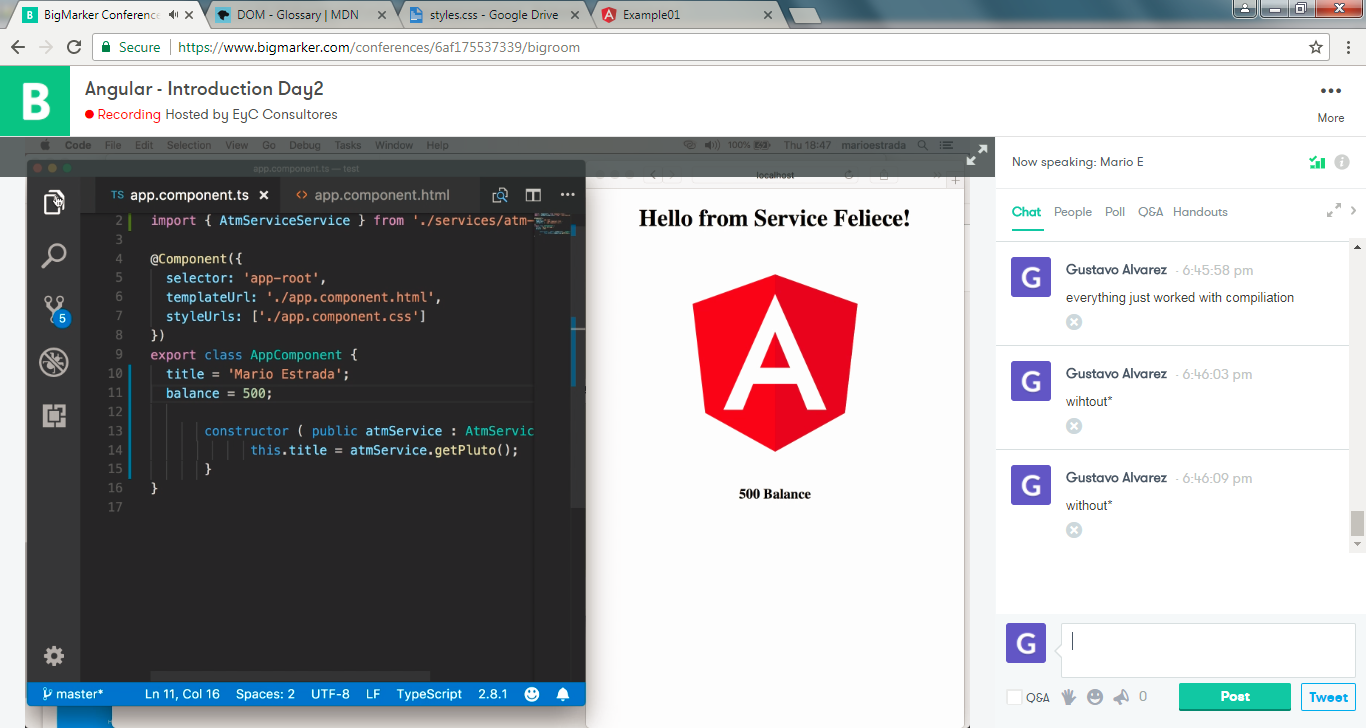 BigMarker Conference
DOM - Glossary | MDN
styles.css - Google Drive
Example01
Secure
https://www.bigmarker.com/conferences/6af175537339/bigroom
B
Angular - Introduction Day2
Recording Hosted by EyC Consultores
More
Code File Edit Selection View Go Debug Tasks Window Help
100% Thu 18:47 marioestrada
app.component.ts — test
TS app.component.ts
<> app.component.html
2 import { AtmServiceService } from './services/atm-
3
4 @Component({
5 selector: 'app-root',
6 templateUrl: './app.component.html',
7 styleUrls: ['./app.component.css']
8 })
9 export class AppComponent {
10 title = 'Mario Estrada';
11 balance = 500;
12
13 constructor ( public atmService : AtmServic
14 this.title = atmService.getPluto();
15 }
16 }
17
5
master*
Ln 11, Col 16 Spaces: 2 UTF-8 LF TypeScript 2.8.1
localhost
Hello from Service Feliece!
A
500 Balance
Now speaking: Mario E
Chat People Poll Q&A Handouts
G
Gustavo Alvarez - 6:45:58 pm
everything just worked with compiliation
G
Gustavo Alvarez - 6:46:03 pm
wihtout*
G
Gustavo Alvarez - 6:46:09 pm
without*
G
Q&A
0
Post
Tweet